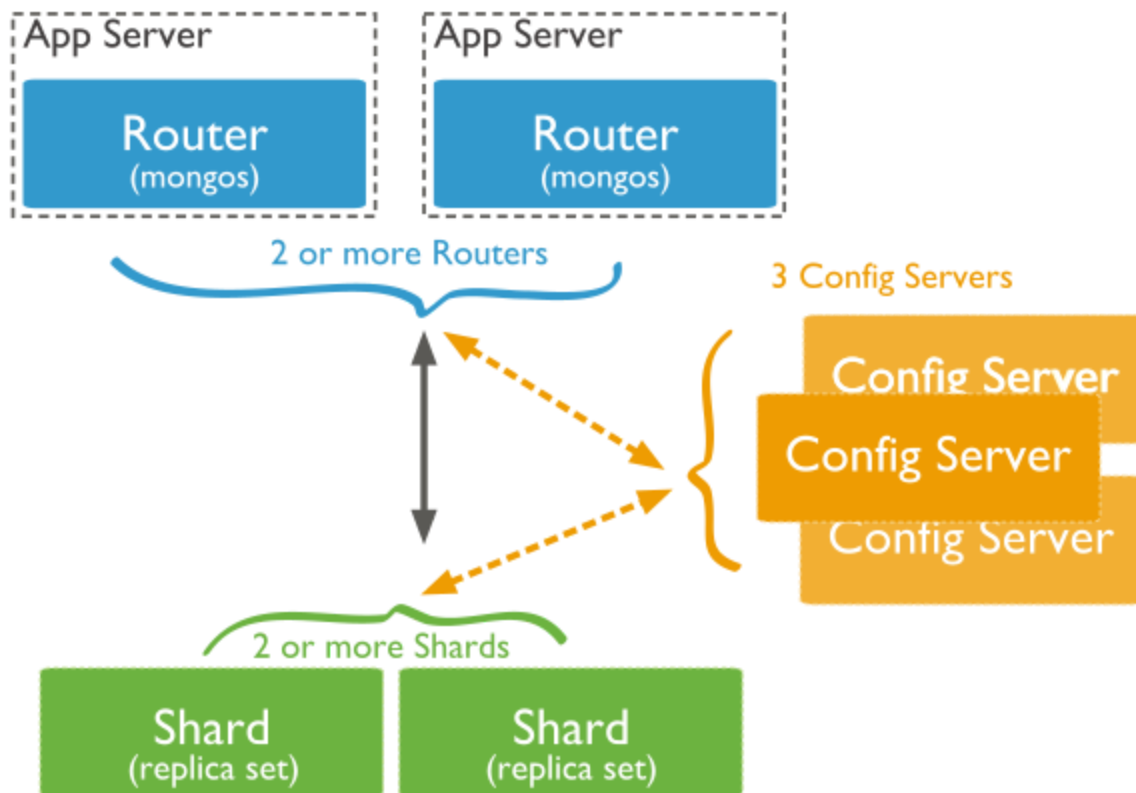 App Server
Router
(mongos)
App Server
Router
(mongos)
2 or more Routers
3 Config Servers
Config Server
Config Server
Config Server
2 or more Shards
Shard
(replica set)
Shard
(replica set)